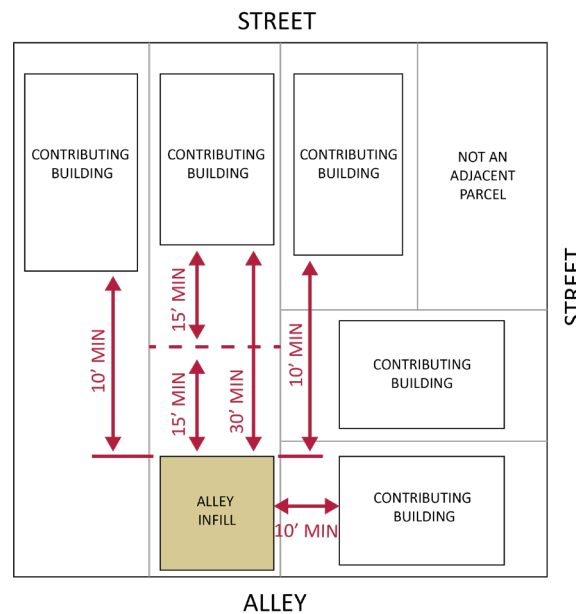 STREET
CONTRIBUTING
BUILDING
CONTRIBUTING
BUILDING
CONTRIBUTING
BUILDING
NOT AN
ADJACENT
PARCEL
STREET
10’ MIN
15’ MIN
15’ MIN
30’ MIN
10’ MIN
CONTRIBUTING
BUILDING
ALLEY
INFILL
10’ MIN
CONTRIBUTING
BUILDING
ALLEY